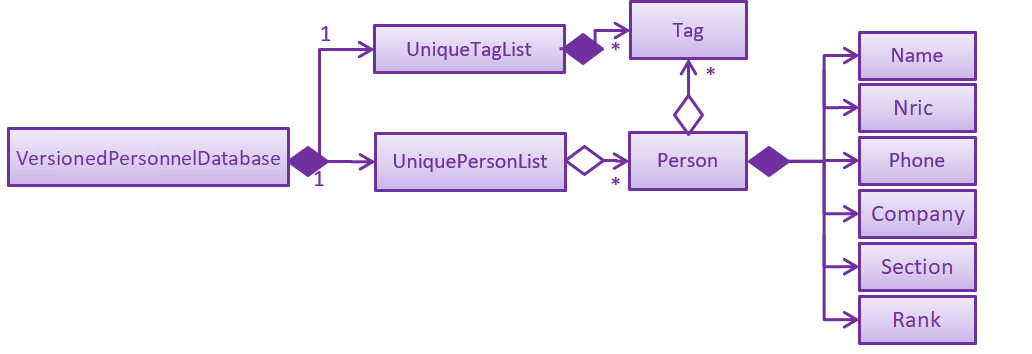 1
UniqueTagList
*
Tag
*
VersionedPersonnelDatabase
1
UniquePersonList
*
Person
Name
Nric
Phone
Company
Section
Rank